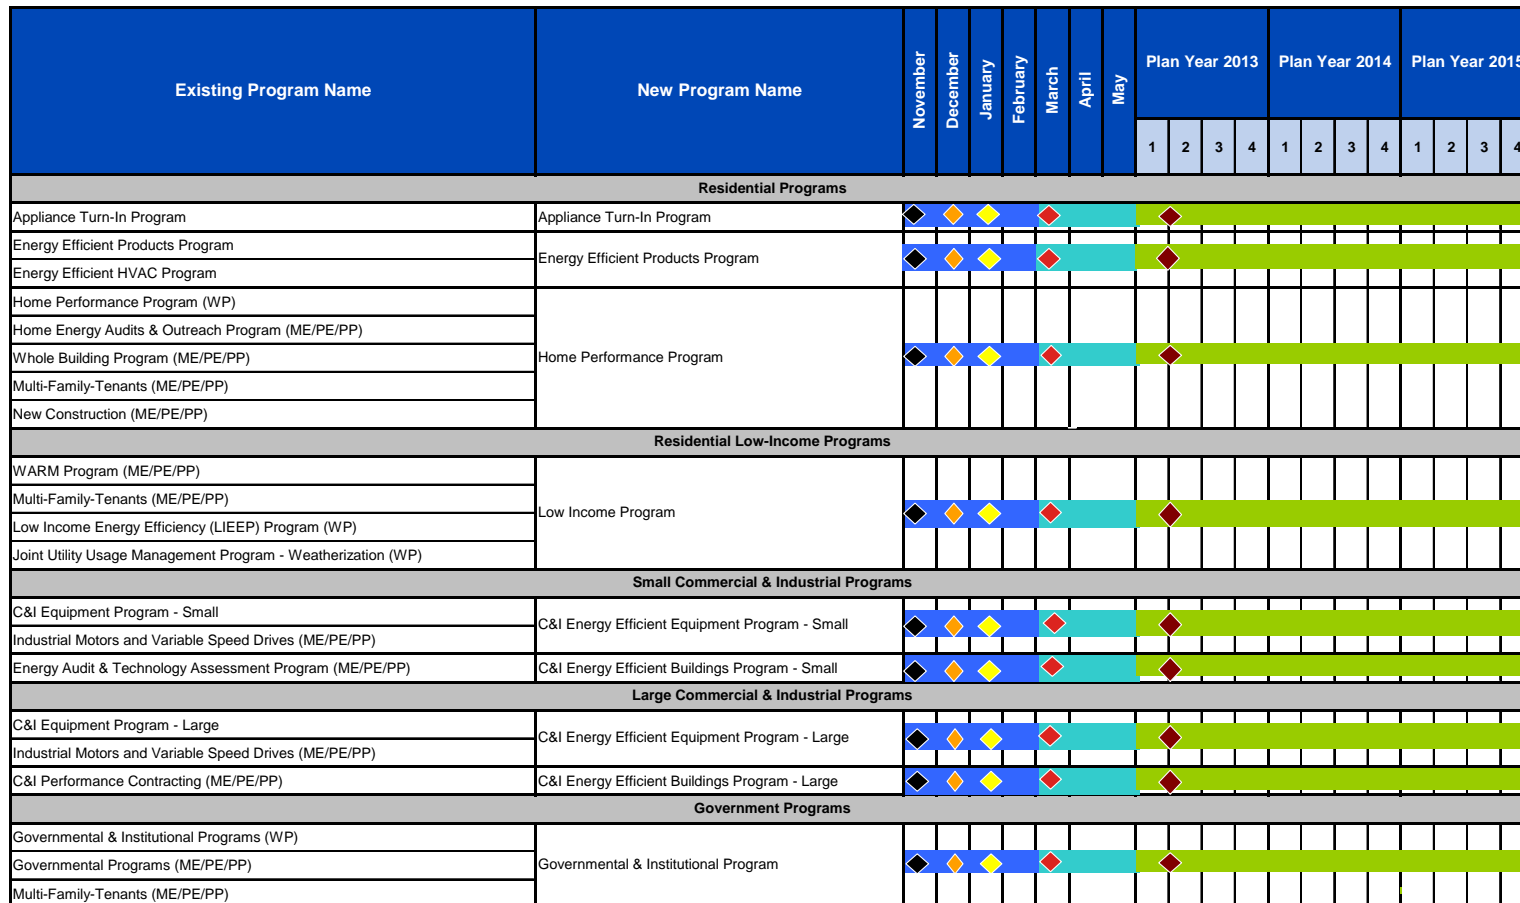 Existing Program Name
New Program Name
November
December
January
February
March
April
May
Plan Year 2013
Plan Year 2014
Plan Year 2015
1 2 3 4 1 2 3 4 1 2 3 4
Residential Programs
Appliance Turn-In Program
Appliance Turn-In Program
Energy Efficient Products Program
Energy Efficient HVAC Program
Energy Efficient Products Program
Home Performance Program (WP)
Home Energy Audits & Outreach Program (ME/PE/PP)
Whole Building Program (ME/PE/PP)
Multi-Family-Tenants (ME/PE/PP)
New Construction (ME/PE/PP)
Home Performance Program
Residential Low-Income Programs
WARM Program (ME/PE/PP)
Multi-Family-Tenants (ME/PE/PP)
Low Income Energy Efficiency (LIEEP) Program (WP)
Joint Utility Usage Management Program - Weatherization (WP)
Low Income Program
Small Commercial & Industrial Programs
C&I Equipment Program - Small
Industrial Motors and Variable Speed Drives (ME/PE/PP)
C&I Energy Efficient Equipment Program - Small
Energy Audit & Technology Assessment Program (ME/PE/PP)
C&I Energy Efficient Buildings Program - Small
Large Commercial & Industrial Programs
C&I Equipment Program - Large
Industrial Motors and Variable Speed Drives (ME/PE/PP)
C&I Energy Efficient Equipment Program - Large
C&I Performance Contracting (ME/PE/PP)
C&I Energy Efficient Buildings Program - Large
Government Programs
Governmental & Institutional Programs (WP)
Governmental Programs (ME/PE/PP)
Multi-Family-Tenants (ME/PE/PP)
Governmental & Institutional Program